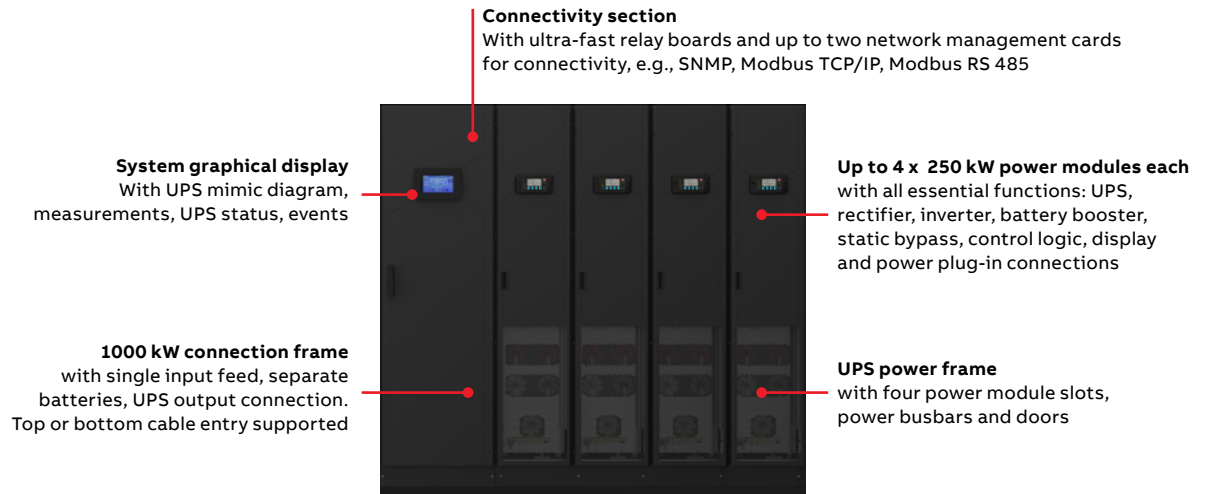 Connectivity section
With ultra-fast relay boards and up to two network management cards
for connectivity, e.g., SNMP, Modbus TCP/IP, Modbus RS 485
System graphical display
With UPS mimic diagram,
measurements, UPS status, events
Up to 4 x 250 kW power modules each
with all essential functions: UPS,
rectifier, inverter, battery booster,
static bypass, control logic, display
and power plug-in connections
1000 kW connection frame
with single input feed, separate
batteries, UPS output connection.
Top or bottom cable entry supported
UPS power frame
with four power module slots,
power busbars and doors